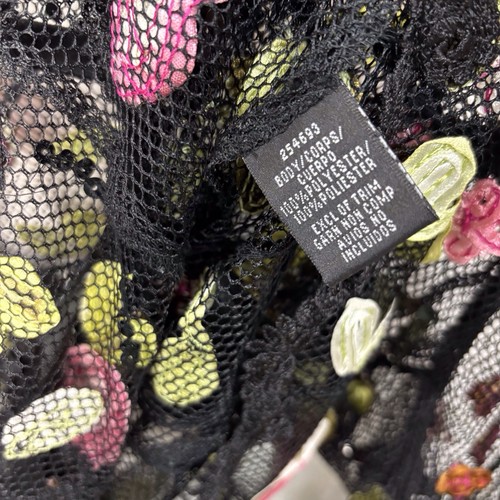 254693
BODY/CORPS/
CUERPO
100%POLYESTER/
100%POLIESTER
EXCL OF TRIM
GARN NON COMP
AVIOS NO
INCLUIDOS